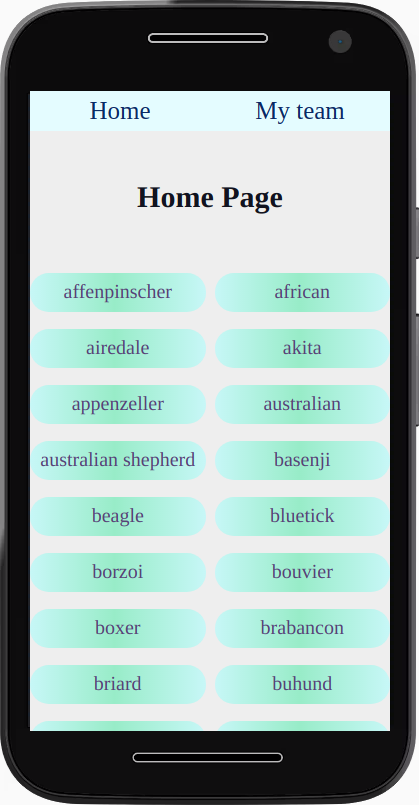 Home My team
Home Page
affenpinscher african
airedale akita
appenzeller australian
australian shepherd basenji
beagle bluetick
borzoi bouvier
boxer brabancon
briard buhund